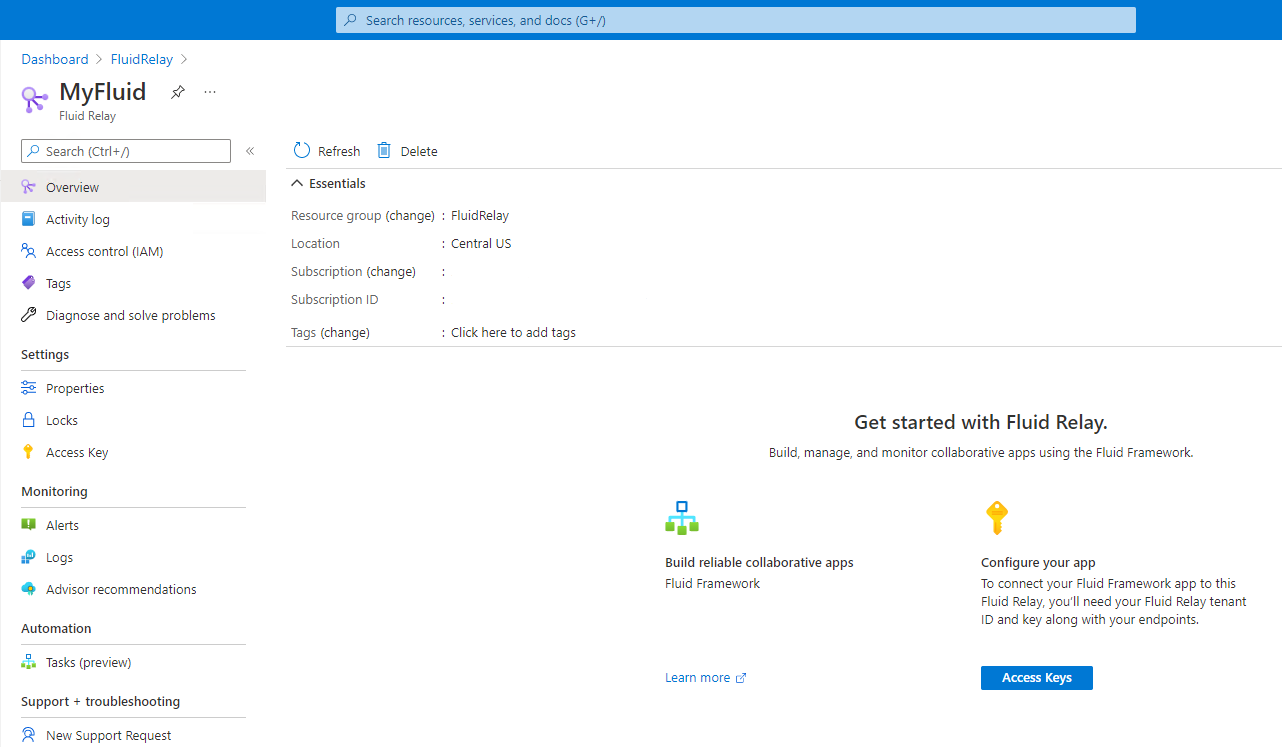 Search resources, services, and docs (G+/)
Dashboard > FluidRelay >
MyFluid
...
Fluid Relay
Search (Ctrl+/)
«
Overview
Activity log
Access control (IAM)
Tags
Diagnose and solve problems
Settings
Properties
Locks
Access Key
Monitoring
Alerts
Logs
Advisor recommendations
Automation
Tasks (preview)
Support + troubleshooting
New Support Request
Refresh Delete
Essentials
Resource group (change) : FluidRelay
Location : Central US
Subscription (change) :
Subscription ID :
Tags (change) : Click here to add tags
Get started with Fluid Relay.
Build, manage, and monitor collaborative apps using the Fluid Framework.
Build reliable collaborative apps
Fluid Framework
Learn more
Configure your app
To connect your Fluid Framework app to this
Fluid Relay, you'll need your Fluid Relay tenant
ID and key along with your endpoints.
Access Keys